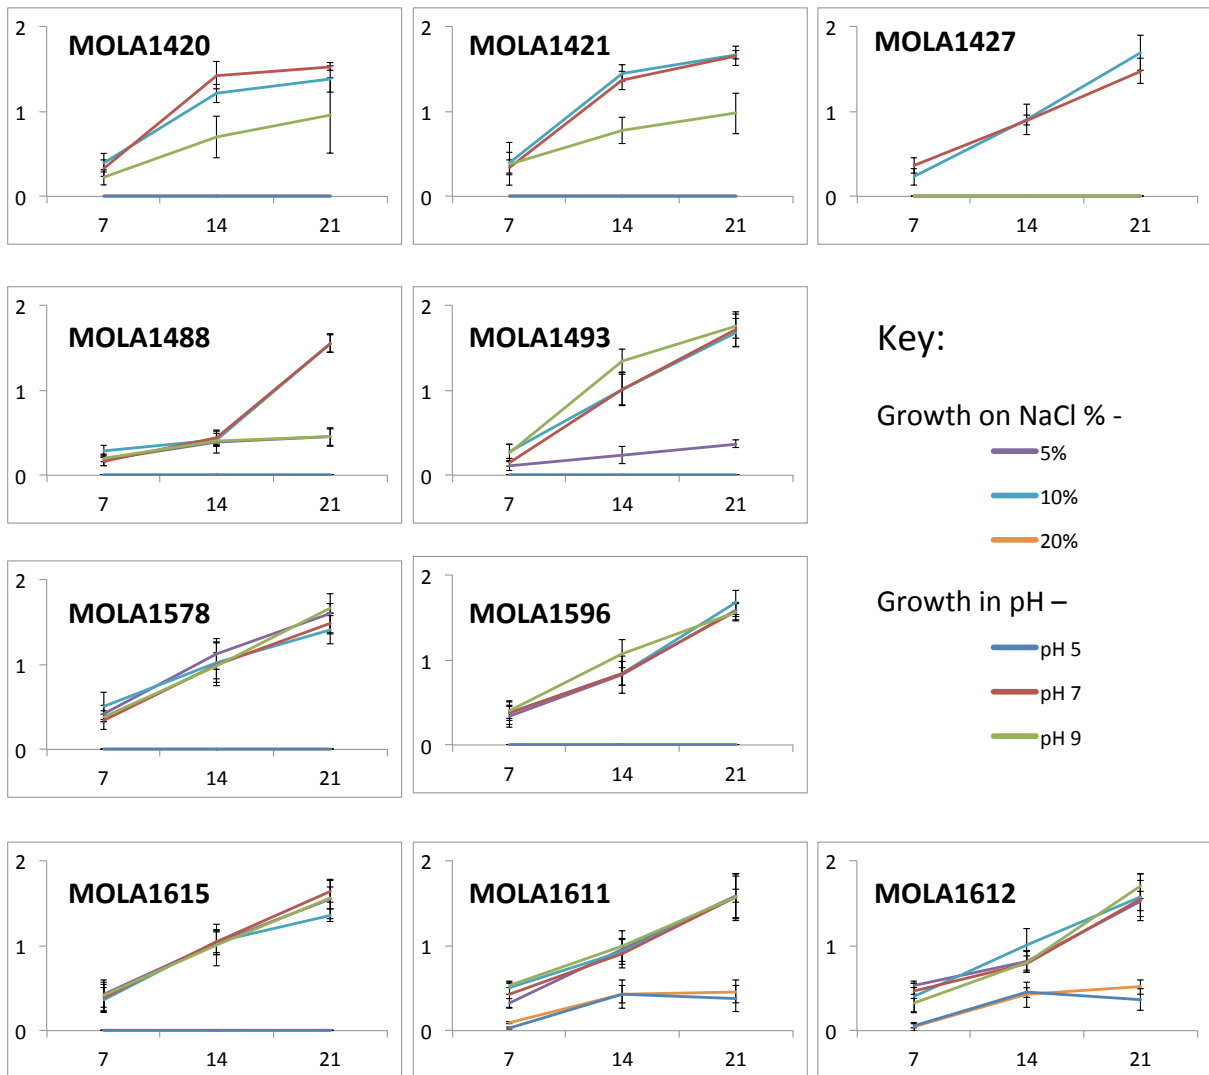 MOLA1420
2
1
0
7 14 21
MOLA1421
2
1
0
7 14 21
MOLA1427
2
1
0
7 14 21
MOLA1488
2
1
0
7 14 21
MOLA1493
2
1
0
7 14 21
Key:
Growth on NaCl % -
5%
10%
20%
Growth in pH –
pH 5
pH 7
pH 9
MOLA1578
2
1
0
7 14 21
MOLA1596
2
1
0
7 14 21
MOLA1615
2
1
0
7 14 21
MOLA1611
2
1
0
7 14 21
MOLA1612
2
1
0
7 14 21